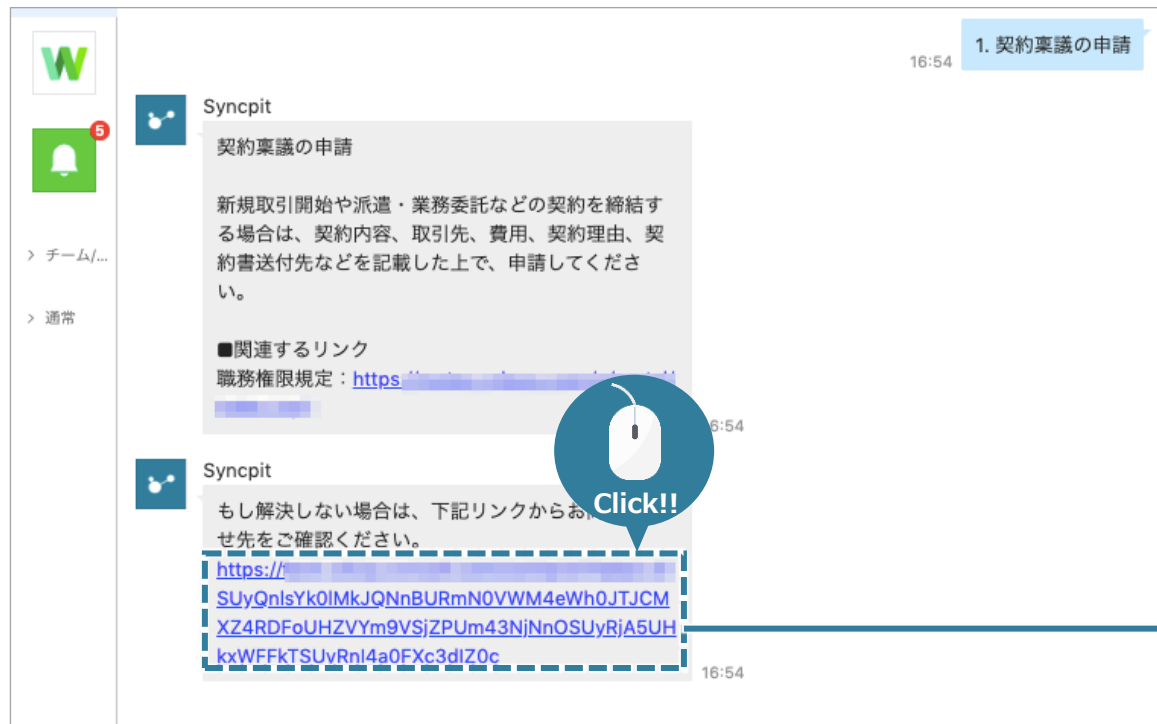 1. 契約稟議の申請
16:54
5
Syncpit
契約稟議の申請
新規取引開始や派遣・業務委託などの契約を締結す
る場合は、契約内容、取引先、費用、契約理由、契
約書送付先などを記載した上で、申請してくださ
い。
> チーム/...
> 通常
■関連するリンク
職務権限規定：https
6:54
Syncpit
Click!!
もし解決しない場合は、下記リンクからお
せ先をご確認ください。
https://
SUyQnlsYk0lMkJQNnBURmN0VWM4eWh0JTJCM
XZ4RDFoUHZVYm9VSjZPUm43NjNnOSUyRjA5UH
kxWFFkTSUyRnl4a0FXc3dlZ0c
16:54